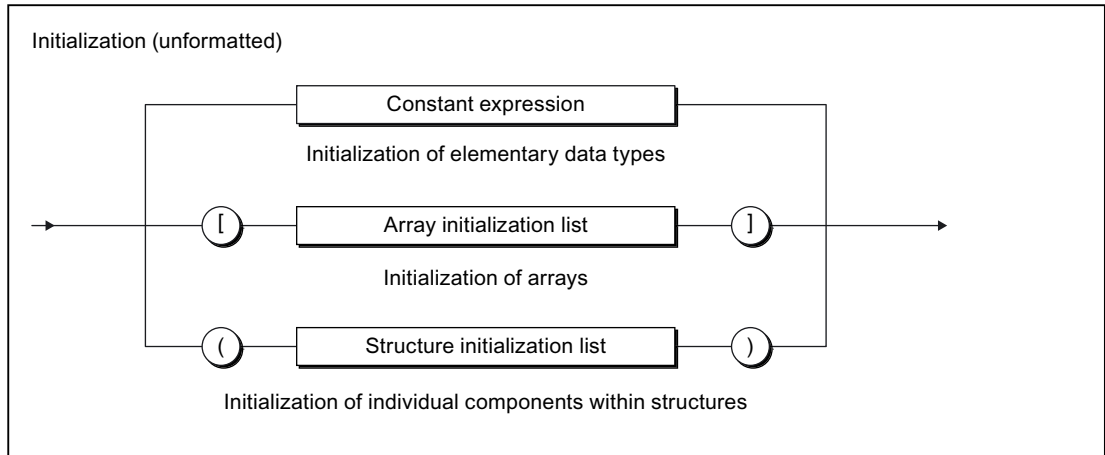 Initialization (unformatted)
Constant expression
Initialization of elementary data types
[ Array initialization list ]
Initialization of arrays
( Structure initialization list )
Initialization of individual components within structures